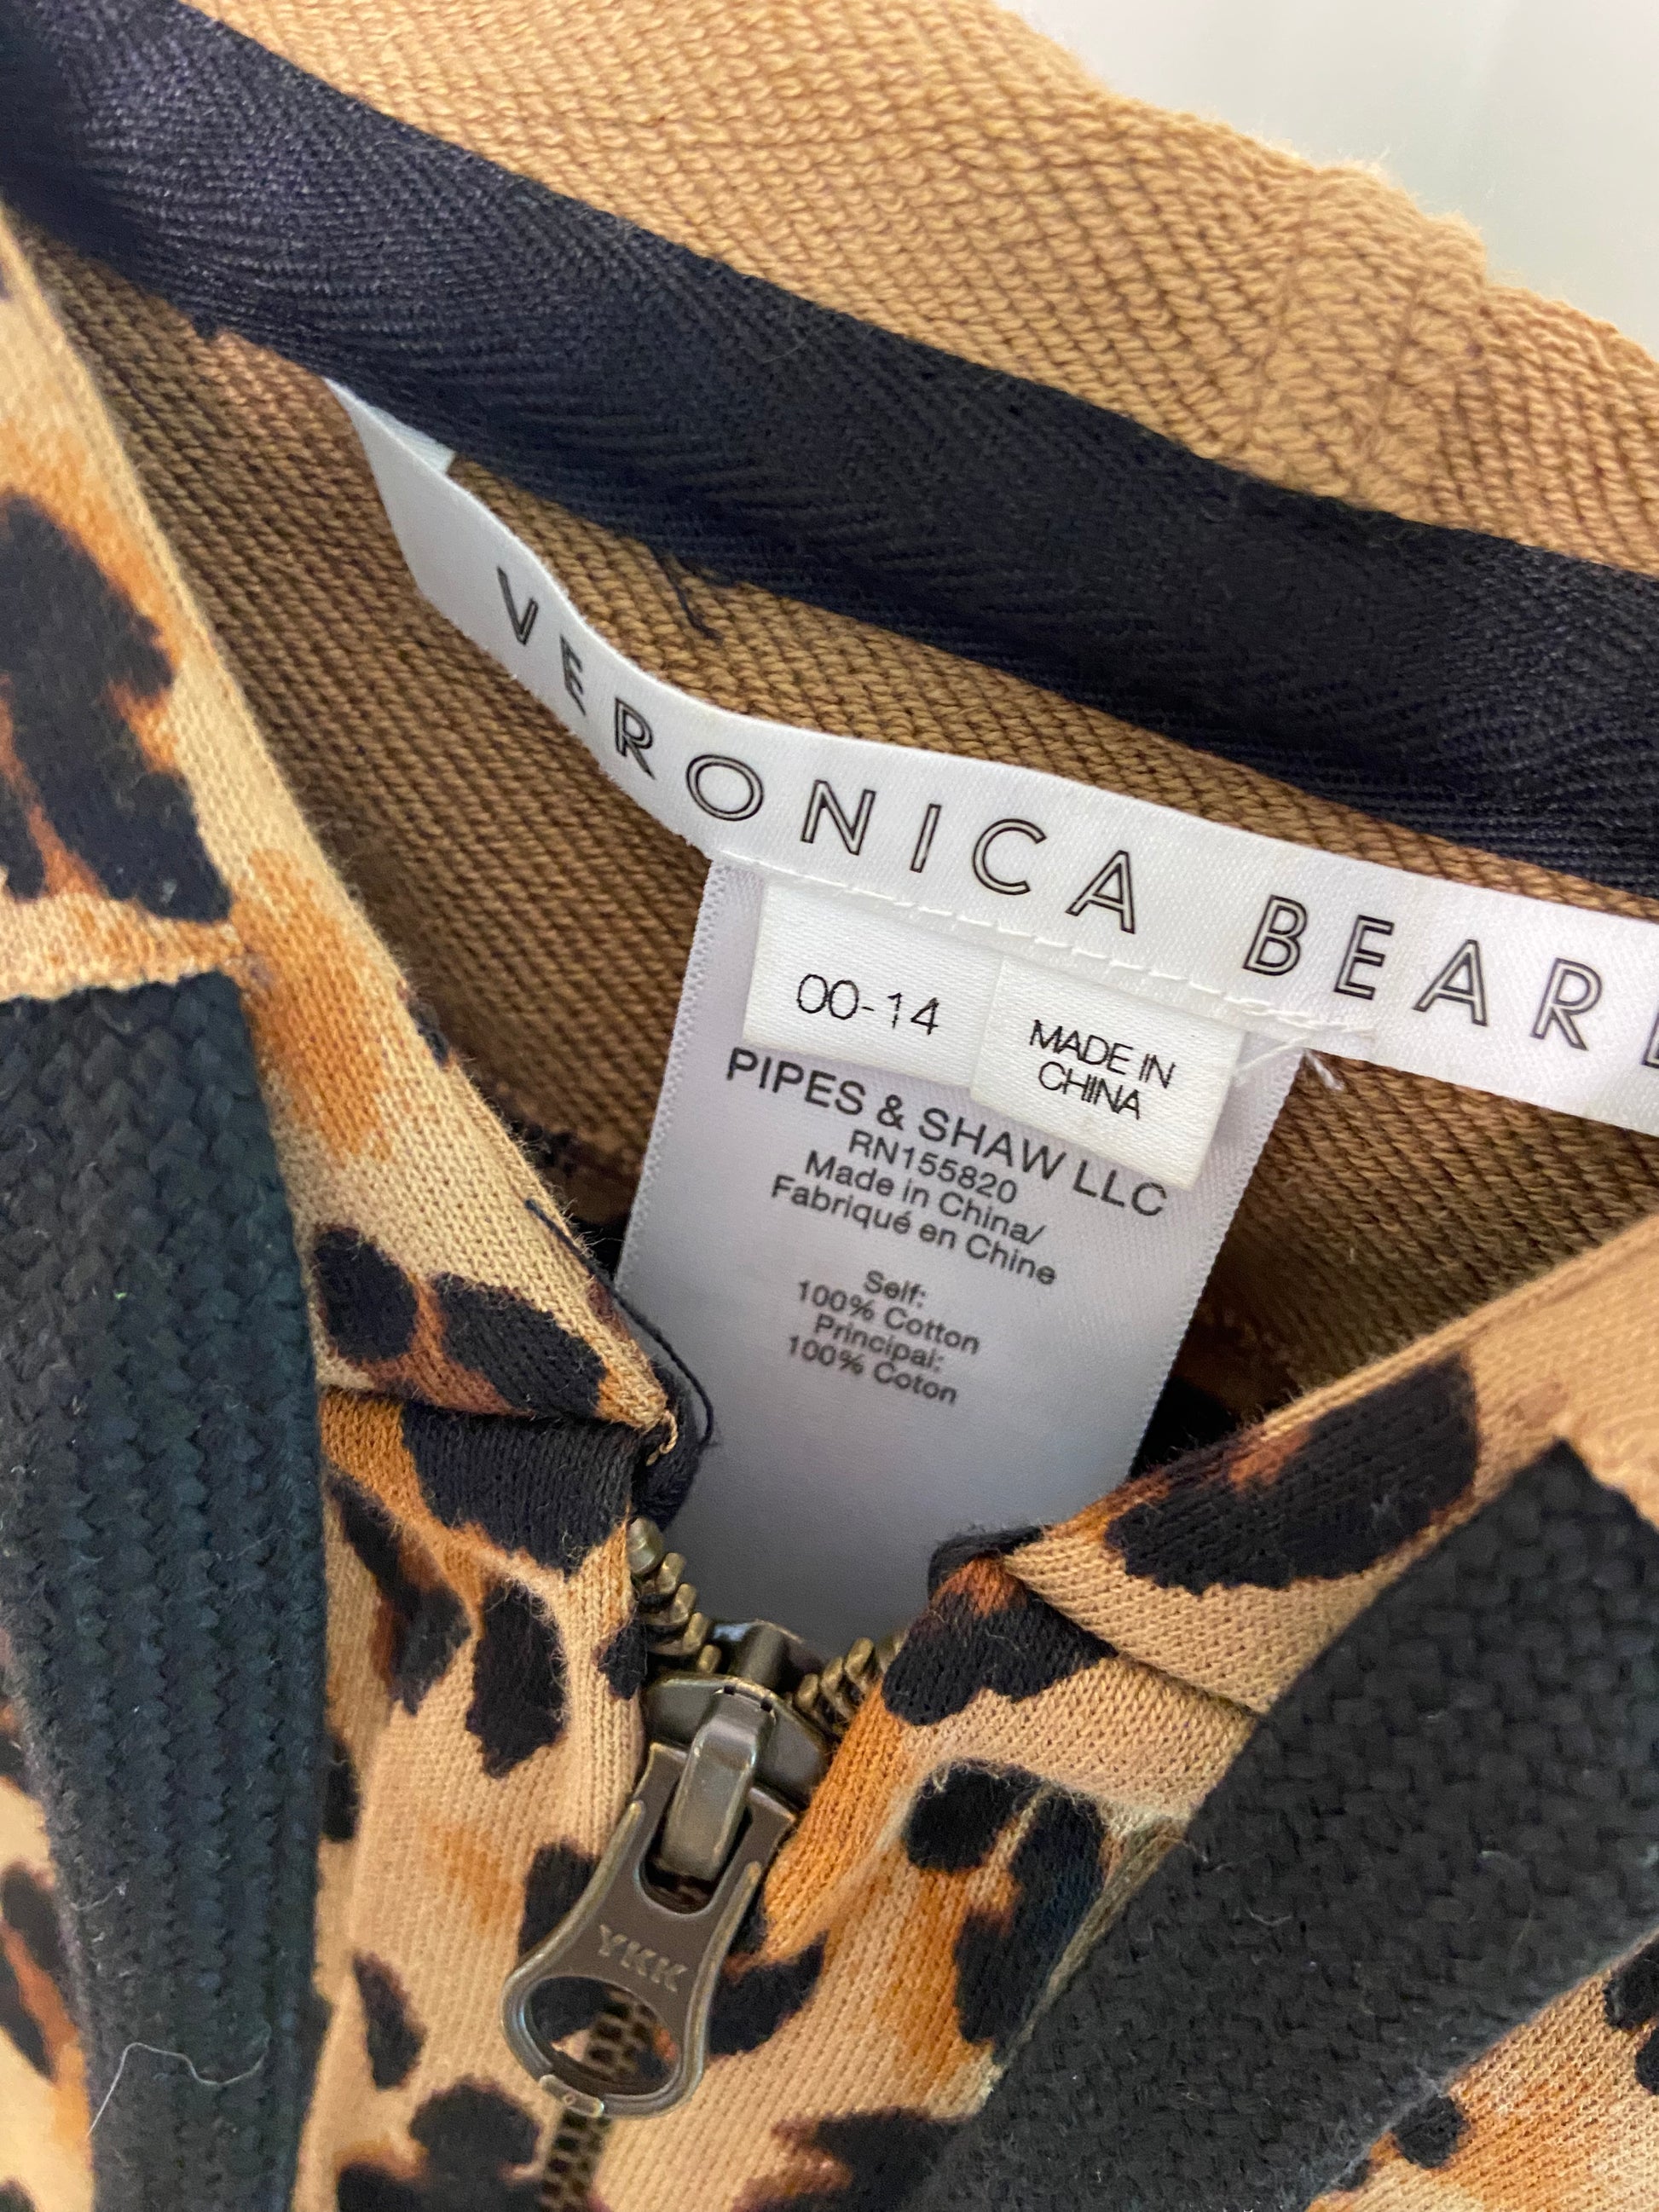 VERONICA BEARD
00-14
MADE IN
CHINA
PIPES & SHAW LLC
RN155820
Made in China/
Fabriqué en Chine
Self:
100% Cotton
Principal:
100% Coton
YKK